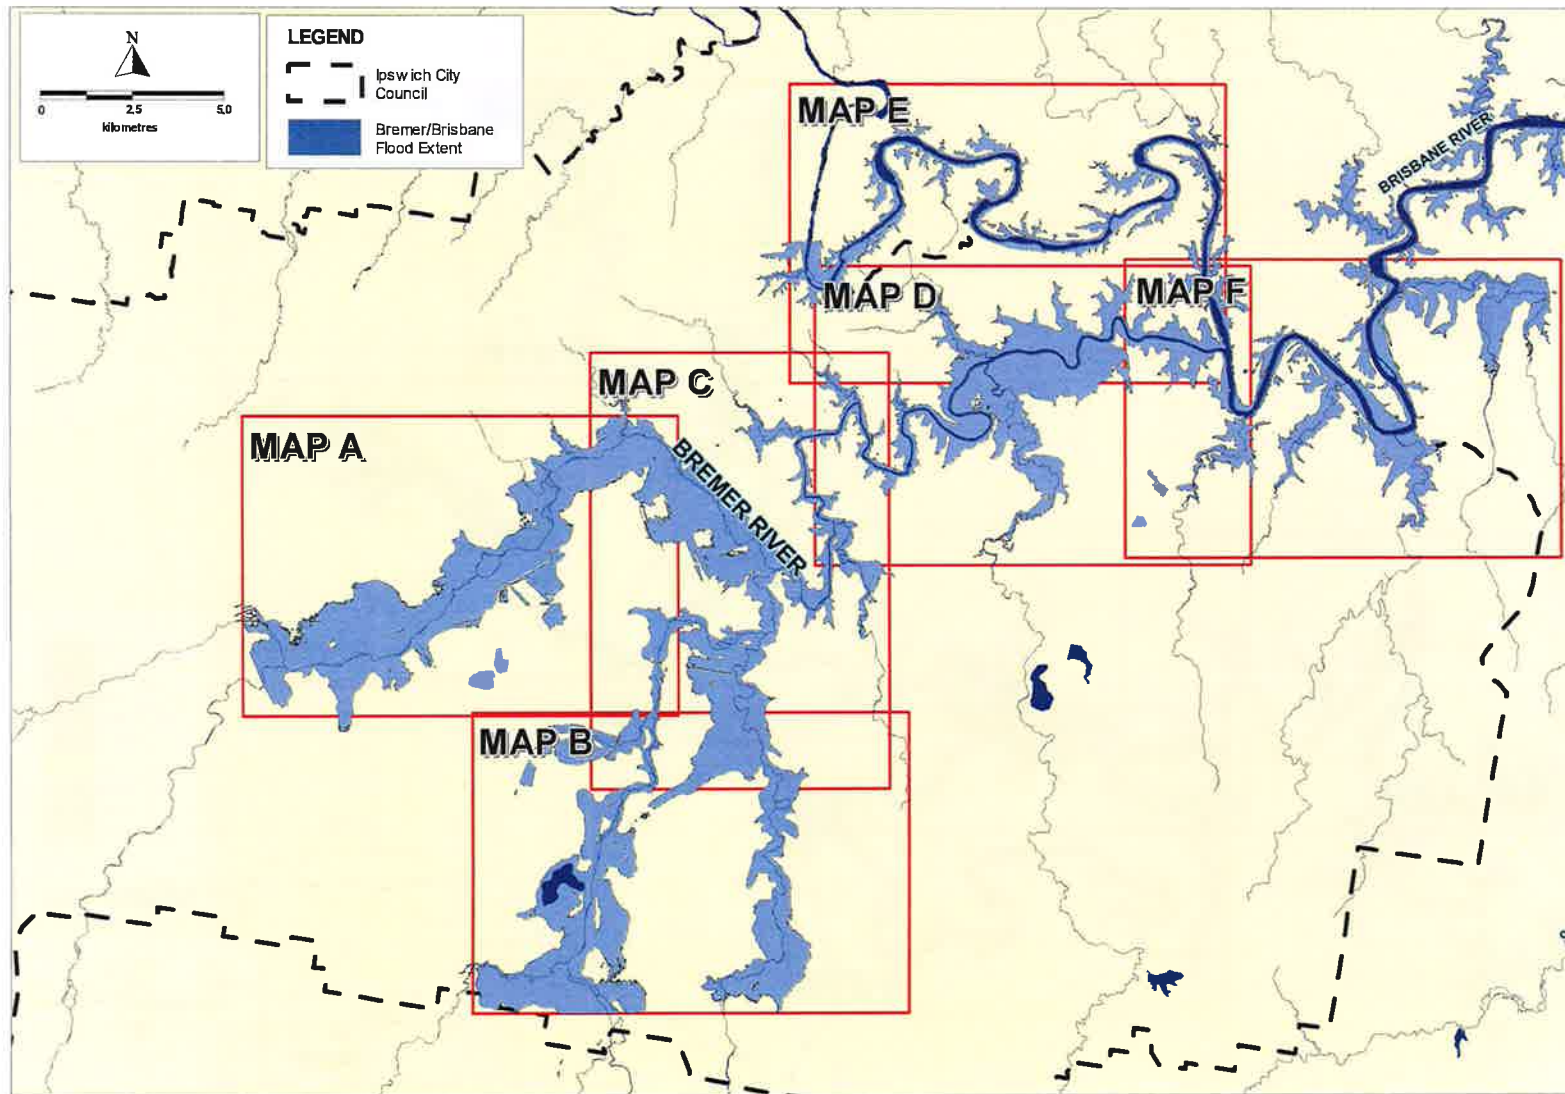 N
0 2,5 5,0
kilometres
LEGEND
Ipswich City
Council
Bremer/Brisbane
Flood Extent
MAP E
BRISBANE RIVER
MAP D
MAP F
MAP C
MAP A
BREMER RIVER
MAP B